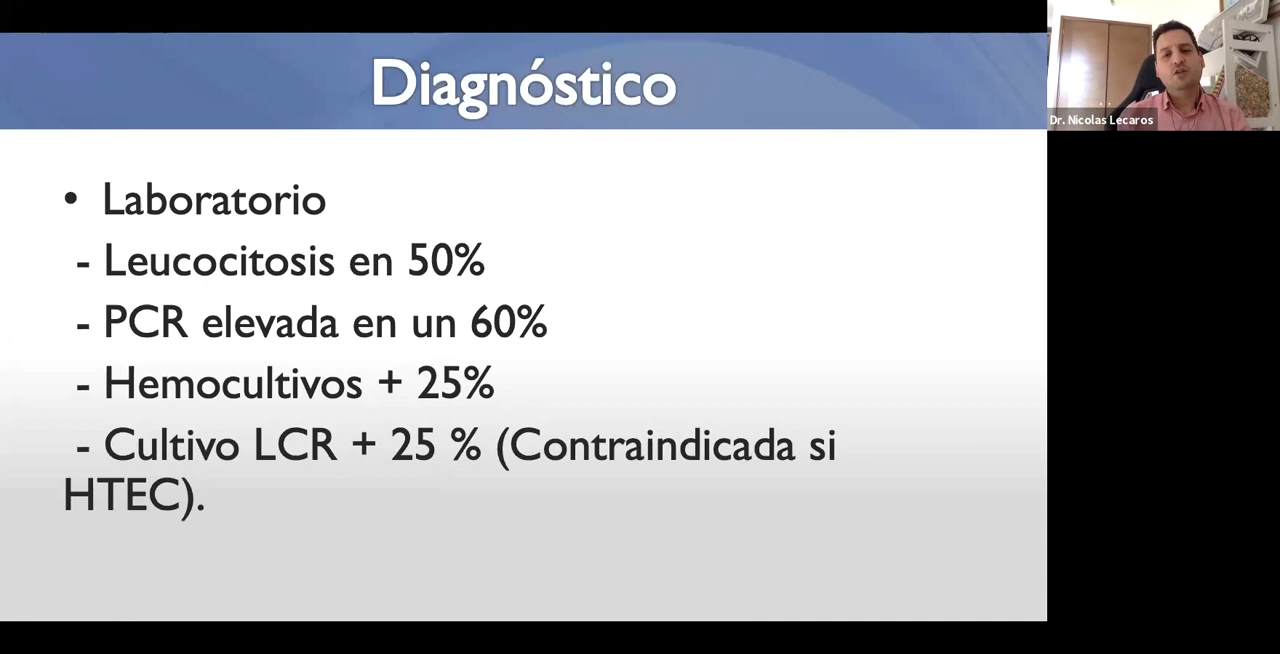 Diagnóstico
Dr. Nicolas Lecaros
• Laboratorio
- Leucocitosis en 50%
- PCR elevada en un 60%
- Hemocultivos + 25%
- Cultivo LCR + 25 % (Contraindicada si
HTEC).